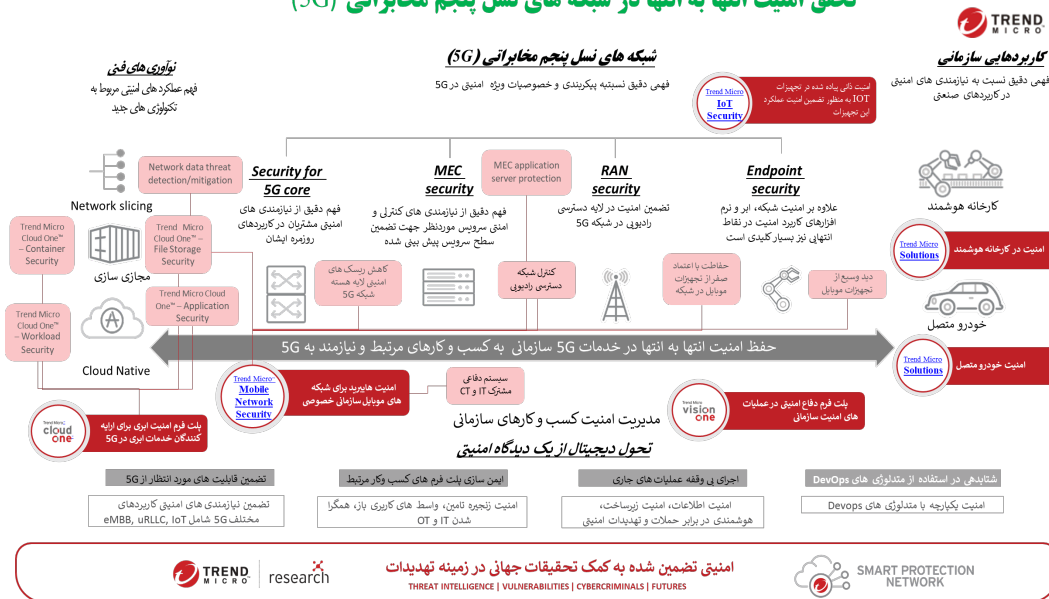 تحقق امنیت انتها به انتها در شبکه های نسل پنجم مخابراتی (5G)
TREND
MICRO
کاربردهایی سازمانی
فهمی دقیق نسبت به نیازمندی های امنیتی
در کاربردهای صنعتی
شبکه های نسل پنجم مخابراتی (5G)
فهمی دقیق نسبتبه پیکربندی و خصوصیات ویژه امنیتی در 5G
نوآوری های فنی
فهم عملکرد های امنیتی مربوط به
تکنولوژی های جدید
Trend Micro
IoT
Security
امنیت ذاتی پیاده شده در تجهیزات
IOT به منظور تضمین امنیت عملکرد
این تجهیزات
Network slicing
Network data threat
detection/mitigation
Security for
5G core
فهم دقیق از نیازمندی های
امنیتی مشتریان در کاربردهای
روزمره ایشان
MEC
security
فهم دقیق از نیازمندی های کنترلی و
امنتی سرویس موردنظر جهت تضمین
سطح سرویس پیش بینی شده
MEC application
server protection
RAN
security
تضمین امنیت در لایه دسترسی
رادیویی در شبکه 5G
Endpoint
security
علاوه بر امنیت شبکه، ابر و نرم
افزارهای کاربرد امنیت در نقاط
انتهایی نیز بسیار کلیدی است
کارخانه هوشمند
Trend Micro
Solutions
امنیت در کارخانه هوشمند
Trend Micro
Cloud One™
– Container
Security
Trend Micro
Cloud One™ –
File Storage
Security
مجازی سازی
Trend Micro
Cloud One™
– Workload
Security
Trend Micro Cloud
One™ – Application
Security
Cloud Native
کاهش ریسک های
امنیتی لایه هسته
شبکه 5G
کنترل شبکه
دسترسی رادیویی
حفاظت با اعتماد
صفر از تجهیزات
موبایل در شبکه
دید وسیع از
تجهیزات موبایل
خودرو متصل
Trend Micro
Solutions
امنیت خودرو متصل
حفظ امنیت انتها به انتها در خدمات 5G سازمانی به کسب و کارهای مرتبط و نیازمند به 5G
Trend Micro™
Mobile
Network
Security
امنیت هایبرید برای شبکه
های موبایل سازمانی خصوصی
سیستم دفاعی
مشترک IT و CT
Trend Micro
vision
one
پلت فرم دفاع امنیتی در عملیات
های امنیت سازمانی
Trend Micro
cloud
one
پلت فرم امنیت ابری برای ارایه
کنندگان خدمات ابری در 5G
مدیریت امنیت کسب و کارهای سازمانی
تحول دیجیتال از یک دیدگاه امنیتی
تضمین قابلیت های مورد انتظار از 5G
ایمن سازی پلت فرم های کسب وکار مرتبط
اجرای بی وقفه عملیات های جاری
شتابدهی در استفاده از متدلوژی های DevOps
تضمین نیازمندی های امنیتی کاربردهای
مختلف 5G شامل eMBB, uRLLC, IoT
امنیت زنجیره تامین، واسط های کاربری باز، همگرا
شدن IT و OT
امنیت اطلاعات، امنیت زیرساخت،
هوشمندی در برابر حملات و تهدیدات امنیتی
امنیت یکپارچه با متدلوژی های Devops
TREND
MICRO
research
امنیتی تضمین شده به کمک تحقیقات جهانی در زمینه تهدیدات
THREAT INTELLIGENCE | VULNERABILITIES | CYBERCRIMINALS | FUTURES
SMART PROTECTION
NETWORK